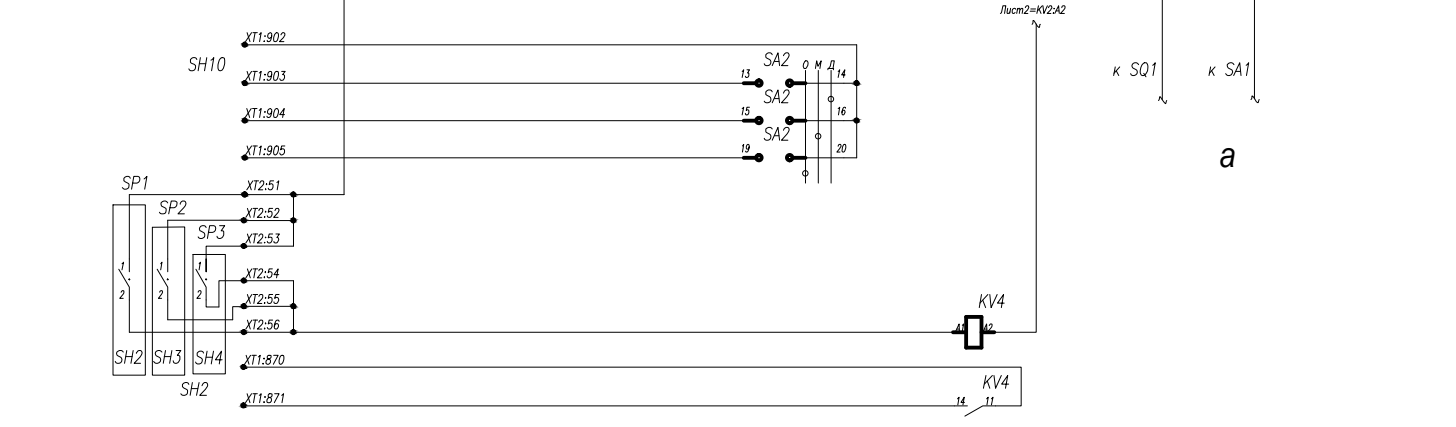 Лист2=KV2:A2
XT1:902
SH10
SA2
О М Д
к SQ1
к SA1
XT1:903
13
14
SA2
XT1:904
15
16
SA2
а
XT1:905
19
20
SP1
XT2:51
SP2
XT2:52
SP3
XT2:53
1
1
1
XT2:54
2
2
2
XT2:55
KV4
XT2:56
A1
A2
SH2
SH3
SH4
XT1:870
SH2
KV4
XT1:871
14
11